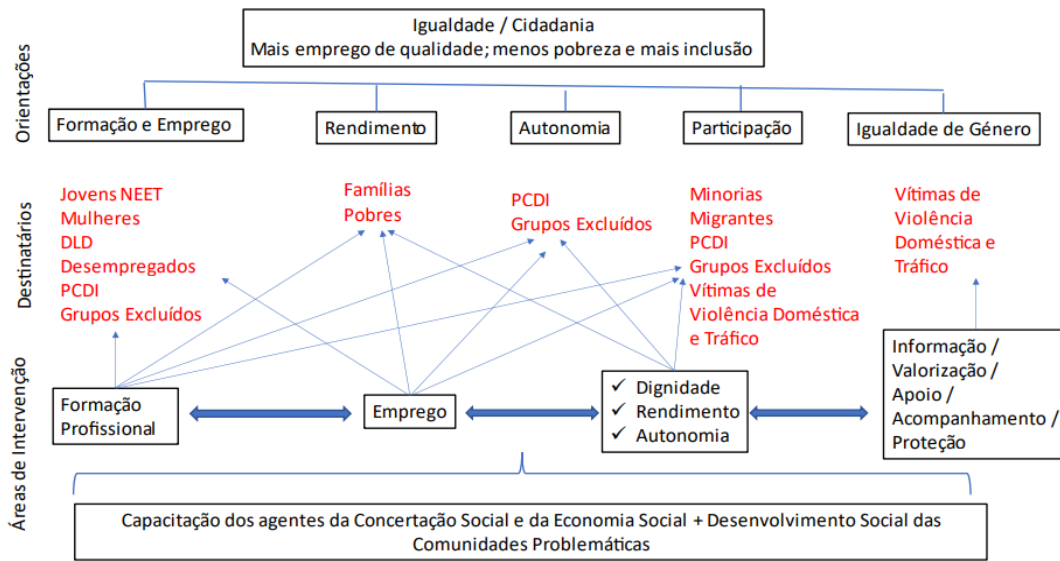 Igualdade / Cidadania
Mais emprego de qualidade; menos pobreza e mais inclusão
Orientações
Formação e Emprego
Rendimento
Autonomia
Participação
Igualdade de Género
Destinatários
Jovens NEET
Mulheres
DLD
Desempregados
PCDI
Grupos Excluídos
Famílias
Pobres
PCDI
Grupos Excluídos
Minorias
Migrantes
PCDI
Grupos Excluídos
Vítimas de
Violência Doméstica
e Tráfico
Vítimas de
Violência
Doméstica e
Tráfico
Áreas de Intervenção
Formação
Profissional
Emprego
✓ Dignidade
✓ Rendimento
✓ Autonomia
Informação /
Valorização /
Apoio /
Acompanhamento /
Proteção
Capacitação dos agentes da Concertação Social e da Economia Social + Desenvolvimento Social das
Comunidades Problemáticas